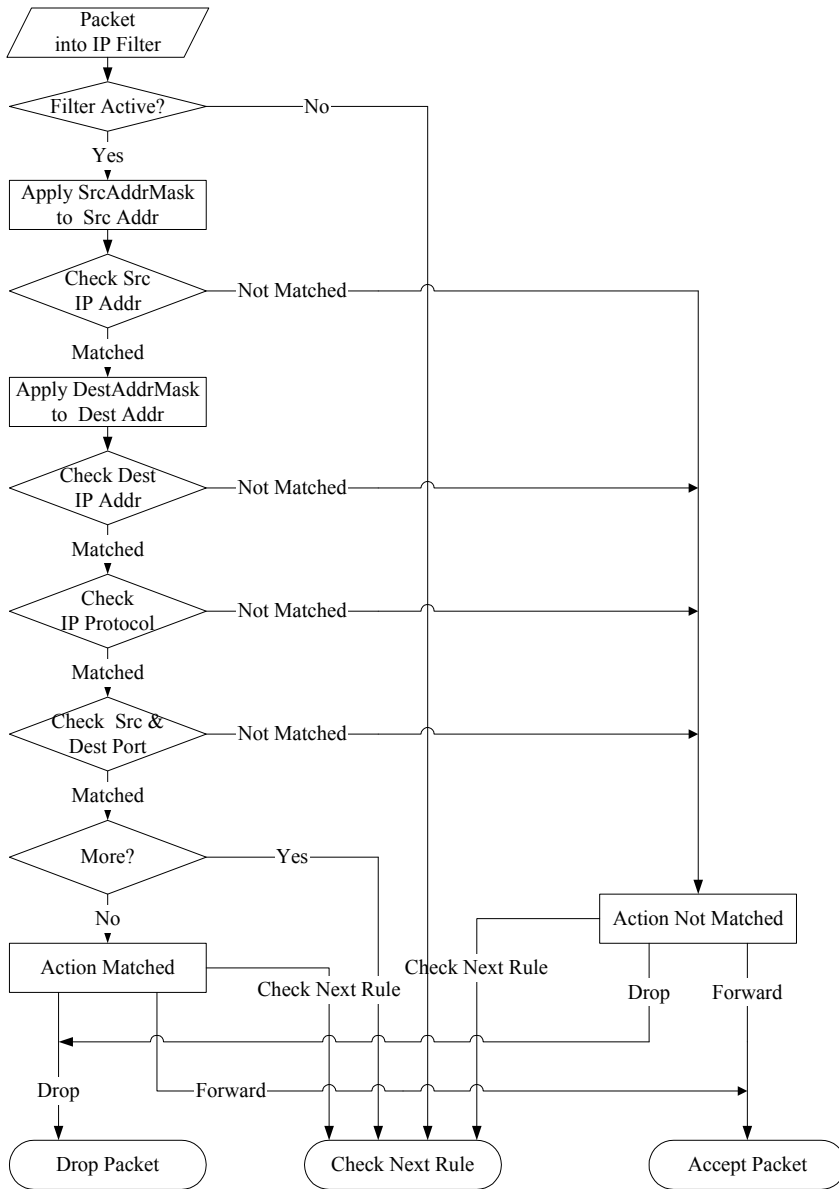 Packet
into IP Filter
Filter Active?
No
Yes
Apply SrcAddrMask
to Src Addr
Check Src
IP Addr
Not Matched
Matched
Apply DestAddrMask
to Dest Addr
Check Dest
IP Addr
Not Matched
Matched
Check
IP Protocol
Not Matched
Matched
Check Src &
Dest Port
Not Matched
Matched
More?
Yes
No
Action Not Matched
Action Matched
Check Next Rule
Check Next Rule
Drop
Forward
Drop
Forward
Drop Packet
Check Next Rule
Accept Packet